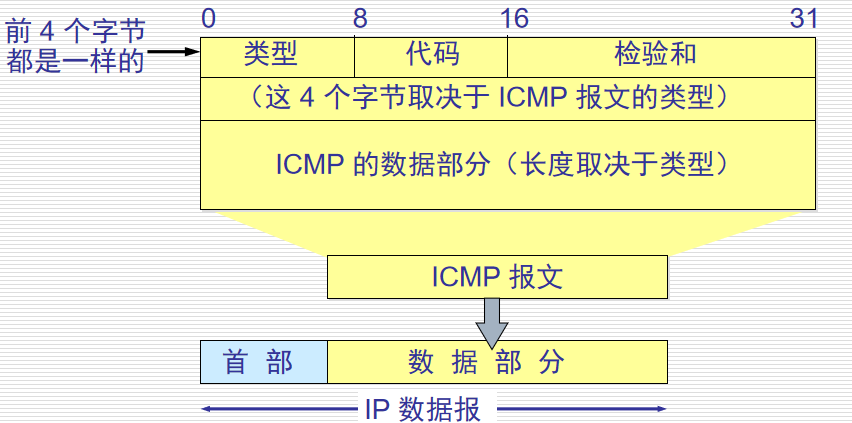 0 8 16 31
前 4 个字节
都是一样的
类型 代码 检验和
（这 4 个字节取决于 ICMP 报文的类型）
ICMP 的数据部分（长度取决于类型）
ICMP 报文
首 部 数 据 部 分
IP 数据报